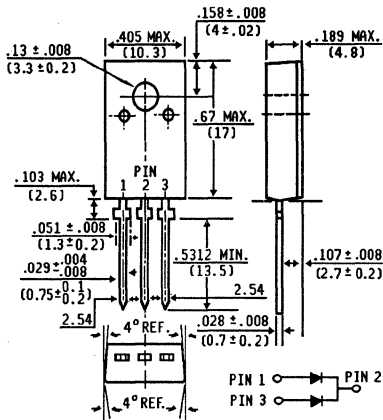 .158±.008
(4±.02)
.405 MAX.
(10.3)
.189 MAX.
(4.8)
.13±.008
(3.3±0.2)
.67 MAX.
(17)
PIN
1 2 3
.103 MAX.
(2.6)
.051±.008
(1.3±0.2)
.5312 MIN.
(13.5)
.107±.008
(2.7±0.2)
.029±.004
.008
(0.75±0.1
0.2)
2.54
2.54
.028±.008
(0.7±0.2)
4° REF.
4° REF.
PIN 1
PIN 2
PIN 3